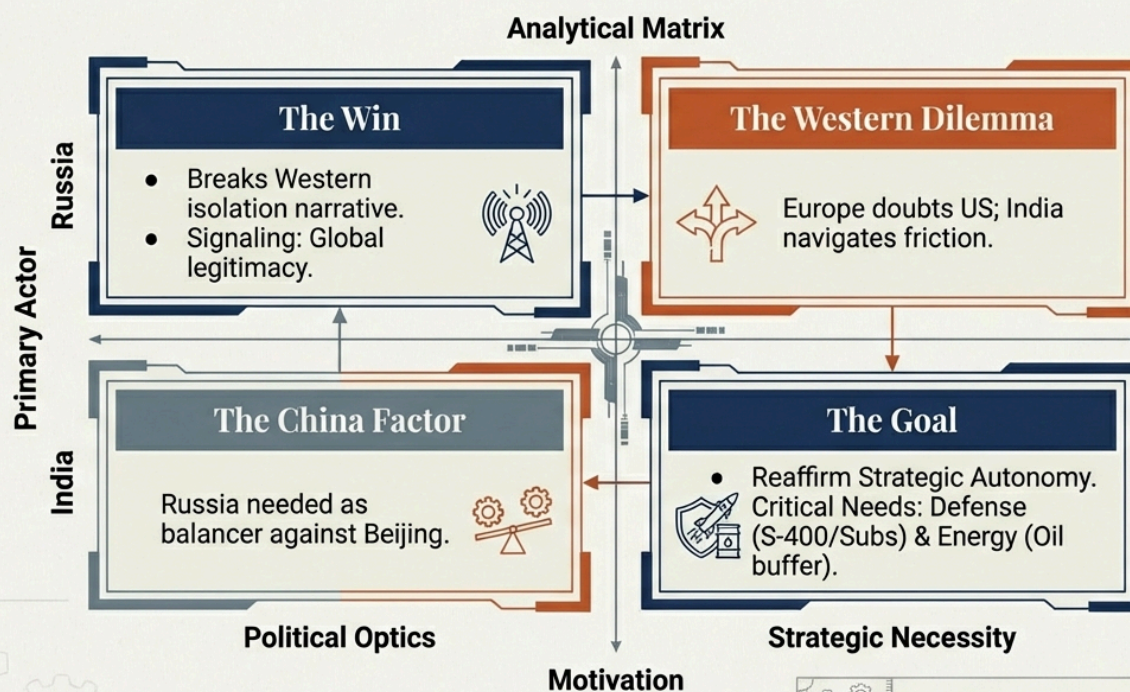 Analytical Matrix
Primary Actor
Russia
The Win
● Breaks Western
isolation narrative.
● Signaling: Global
legitimacy.
The Western Dilemma
Europe doubts US; India
navigates friction.
India
The China Factor
Russia needed as
balancer against Beijing.
The Goal
● Reaffirm Strategic Autonomy.
Critical Needs: Defense
(S-400/Subs) & Energy (Oil
buffer).
Political Optics
Strategic Necessity
Motivation